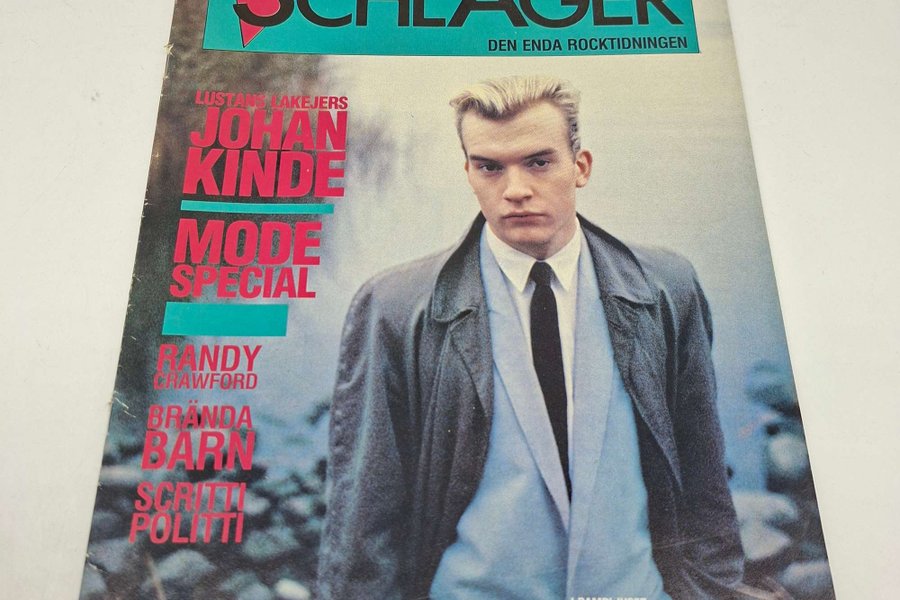 SCHLAGER
DEN ENDA ROCKTIDNINGEN
LUSTANS LAKEJERS
JOHAN
KINDE
MODE
SPECIAL
RANDY
CRAWFORD
BRÄNDA
BARN
SCRITTI
POLITTI